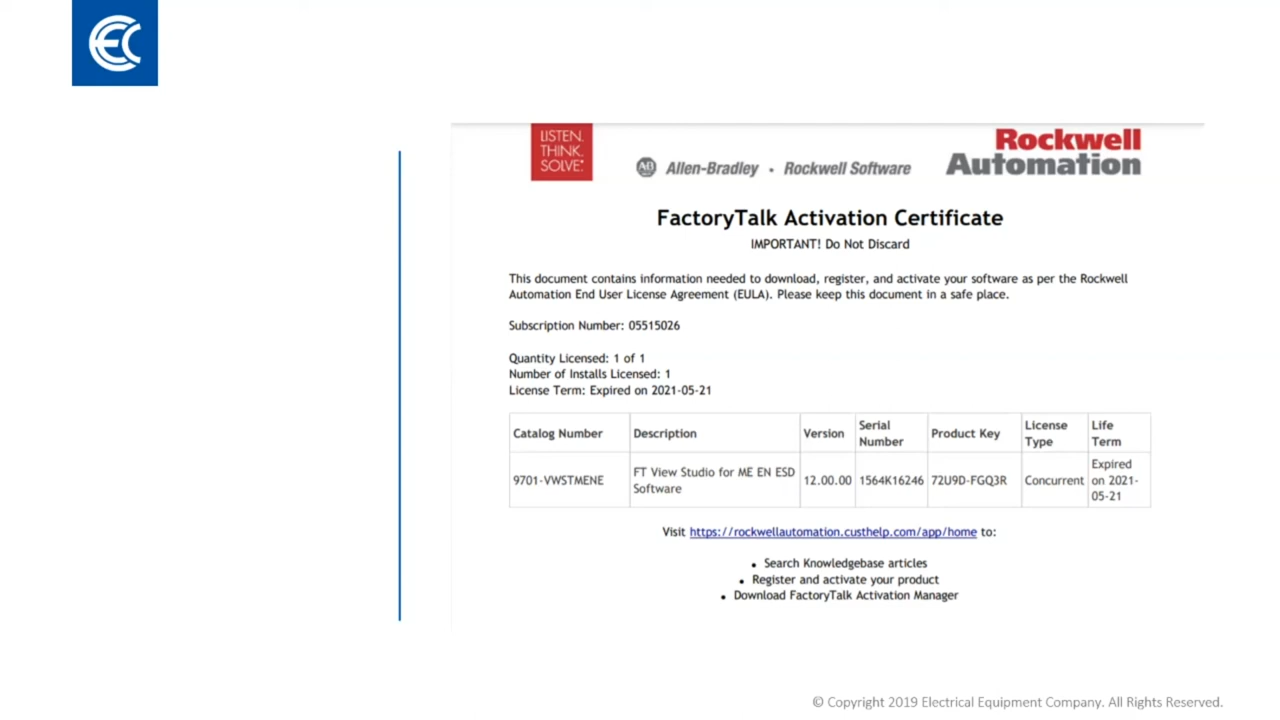 LISTEN.
THINK.
SOLVE.
AB Allen-Bradley • Rockwell Software
Rockwell
Automation
FactoryTalk Activation Certificate
IMPORTANT! Do Not Discard
This document contains information needed to download, register, and activate your software as per the Rockwell
Automation End User License Agreement (EULA). Please keep this document in a safe place.
Subscription Number: 05515026
Quantity Licensed: 1 of 1
Number of Installs Licensed: 1
License Term: Expired on 2021-05-21
Catalog Number Description Version Serial Number Product Key License Type Life Term
9701-VWSTMENE FT View Studio for ME EN ESD Software 12.00.00 1564K16246 72U9D-FGQ3R Concurrent Expired on 2021-05-21
Visit https://rockwellautomation.custhelp.com/app/home to:
• Search Knowledgebase articles
• Register and activate your product
• Download FactoryTalk Activation Manager
© Copyright 2019 Electrical Equipment Company. All Rights Reserved.